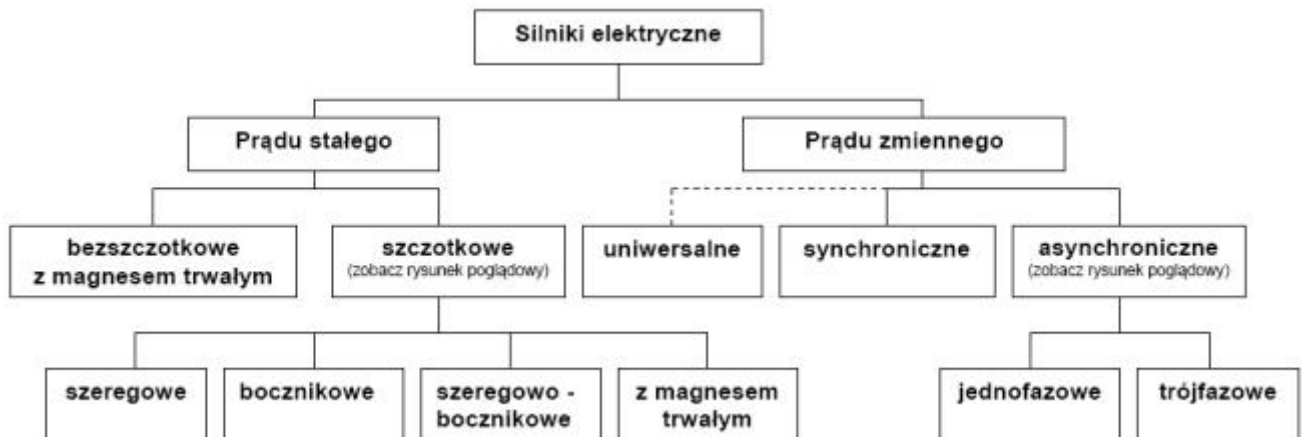 Silniki elektryczne
Prądu stałego
Prądu zmiennego
bezszczotkowe
z magnesem trwałym
szczotkowe
(zobacz rysunek poglądowy)
uniwersalne
synchroniczne
asynchroniczne
(zobacz rysunek poglądowy)
szeregowe
bocznikowe
szeregowo -
bocznikowe
z magnesem
trwałym
jednofazowe
trójfazowe